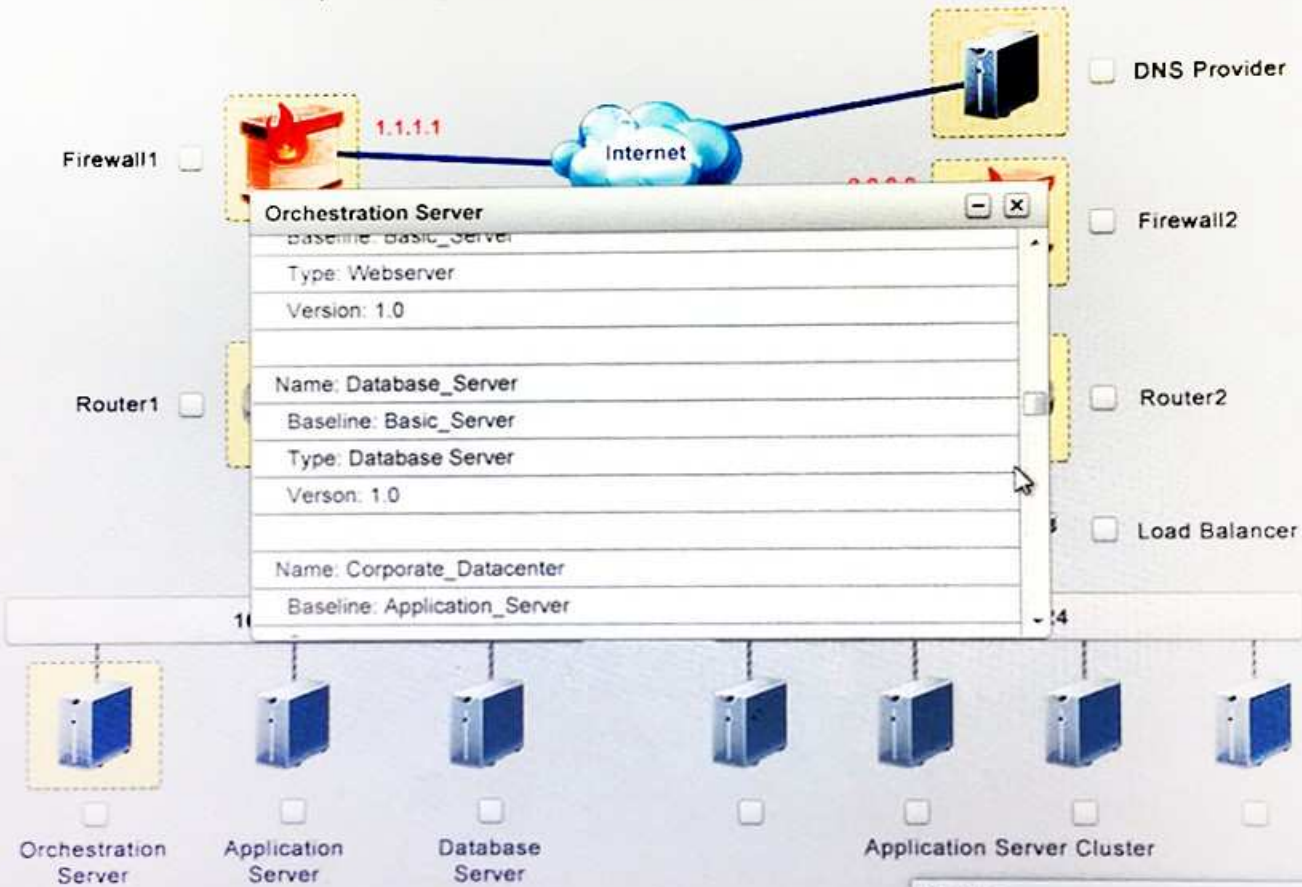 DNS Provider
1.1.1.1
Internet
Firewall1
Firewall2
Orchestration Server
Baseline: Basic_Server
Type: Webserver
Version: 1.0
Name: Database_Server
Baseline: Basic_Server
Type: Database Server
Verson: 1.0
Name: Corporate_Datacenter
Baseline: Application_Server
Router1
Router2
Load Balancer
Orchestration
Server
Application
Server
Database
Server
Application Server Cluster